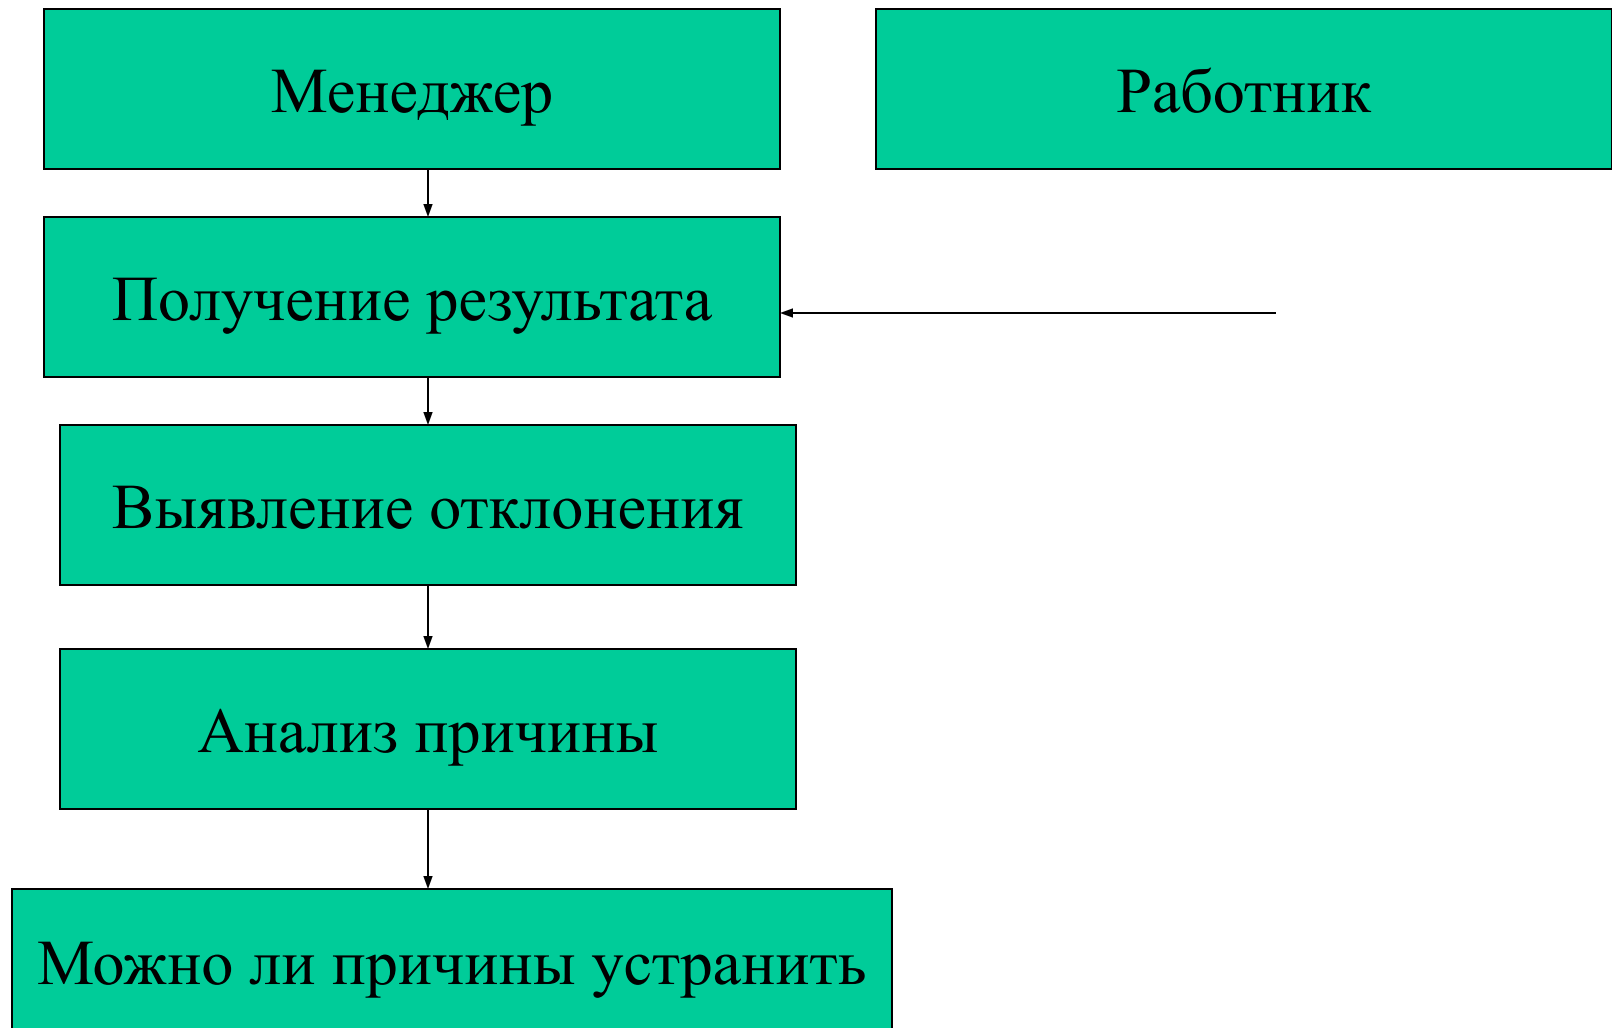 Менеджер
Работник
Получение результата
Выявление отклонения
Анализ причины
Можно ли причины устранить